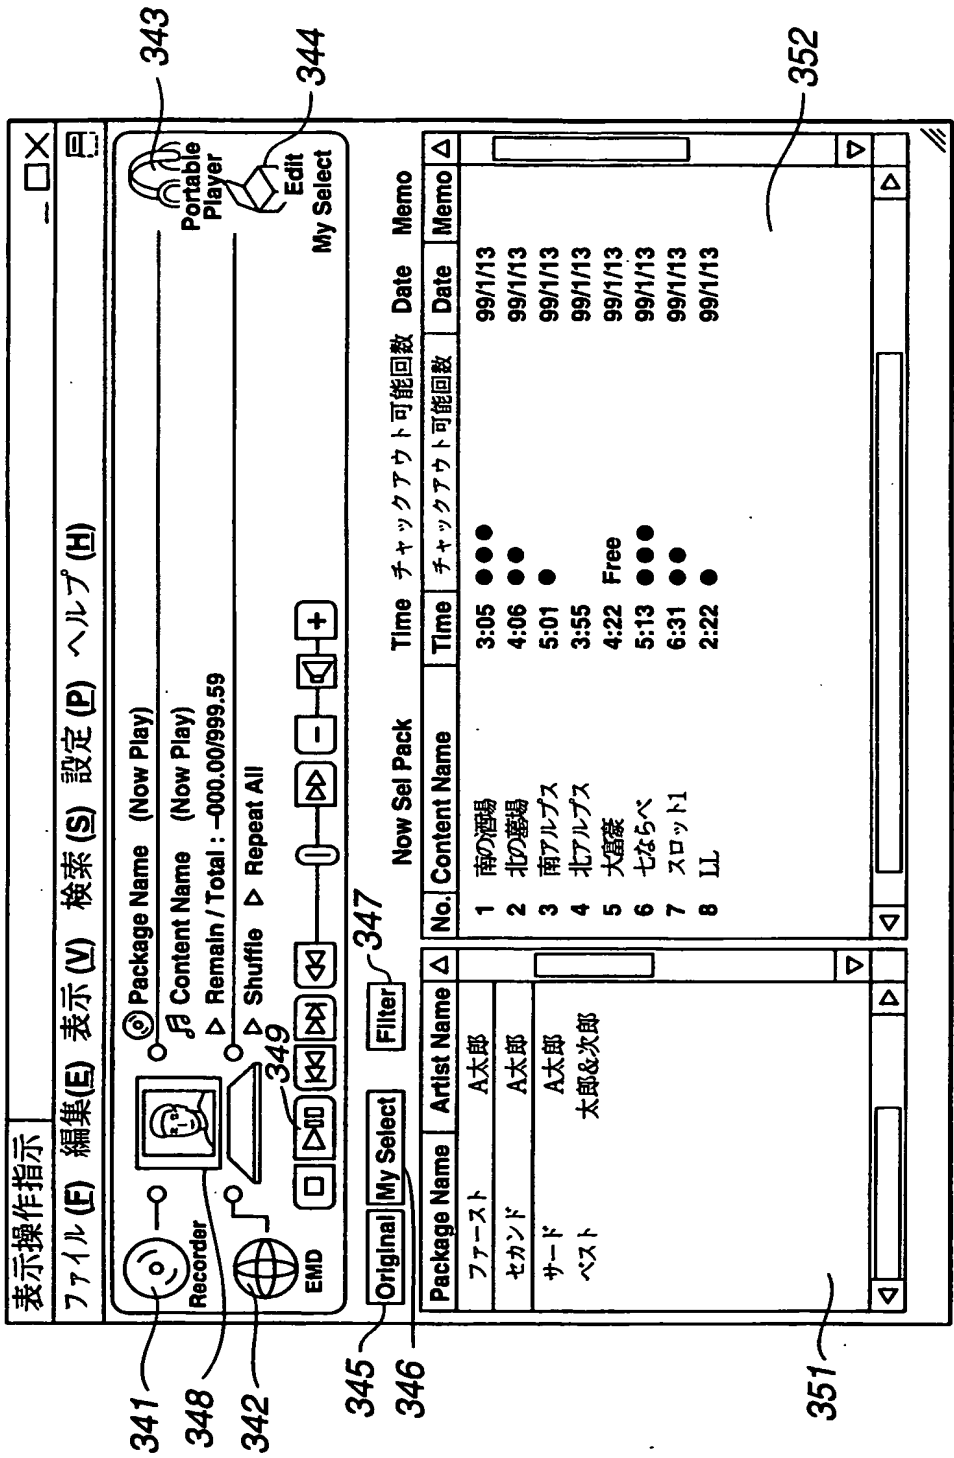 表示操作指示
ファイル(F) 編集(E) 表示(V) 検索(S) 設定(P) ヘルプ(H)
341
348
342
343
344
Recorder
EMD
Package Name (Now Play)
Content Name (Now Play)
Remain / Total : –000.00/999.59
Shuffle Repeat All
Portable
Player
Edit
My Select
349
345
346
347
Original My Select Filter
Now Sel Pack Time チャックアウト可能回数 Date Memo
Package Name Artist Name
ファースト A太郎
セカンド A太郎
サード A太郎
ベスト 太郎&次郎
No. Content Name Time チャックアウト可能回数 Date Memo
1 南の酒場 3:05 ●●● 99/1/13
2 北の墓場 4:06 ●● 99/1/13
3 南アルプス 5:01 ● 99/1/13
4 北アルプス 3:55 99/1/13
5 大富豪 4:22 Free 99/1/13
6 七ならべ 5:13 ●●● 99/1/13
7 スロット1 6:31 ●● 99/1/13
8 LL 2:22 ● 99/1/13
351
352